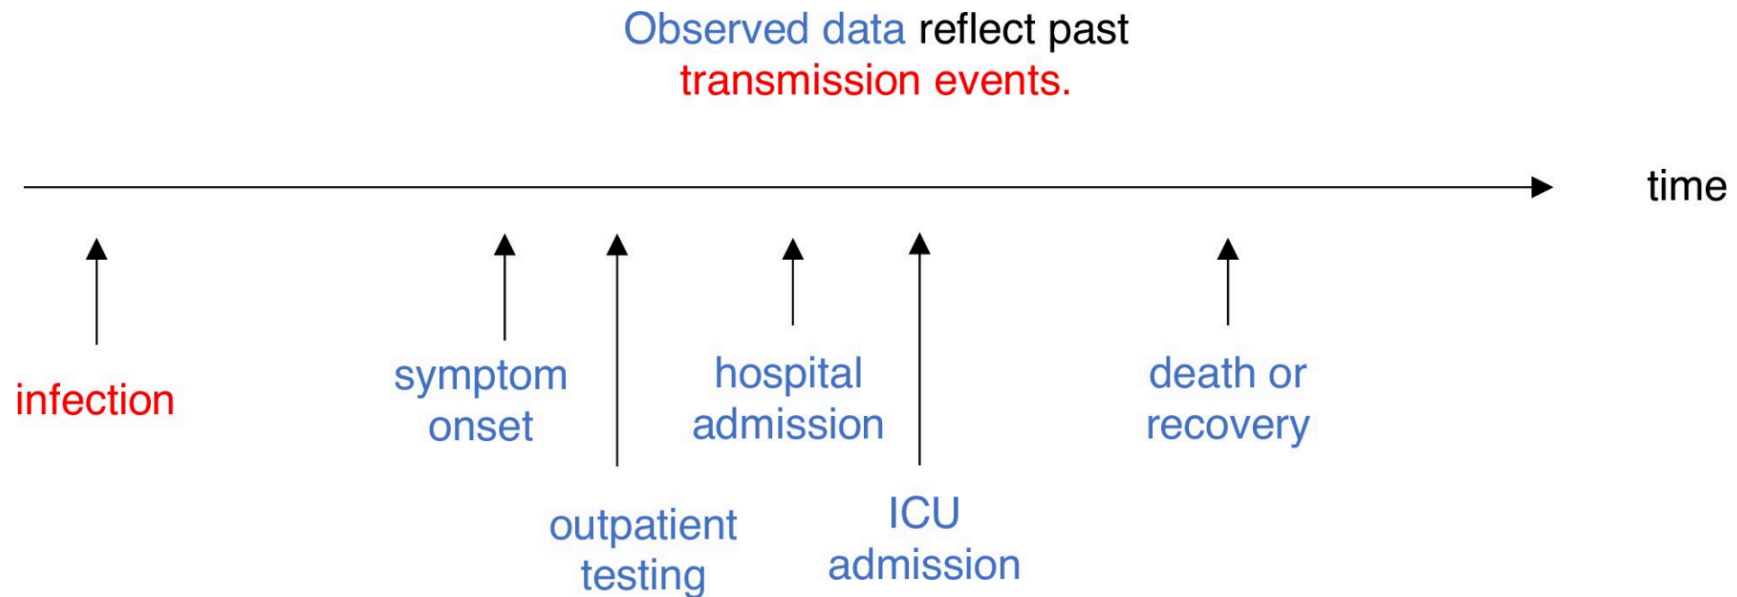 Observed data reflect past
transmission events.
time
infection
symptom
onset
outpatient
testing
hospital
admission
ICU
admission
death or
recovery